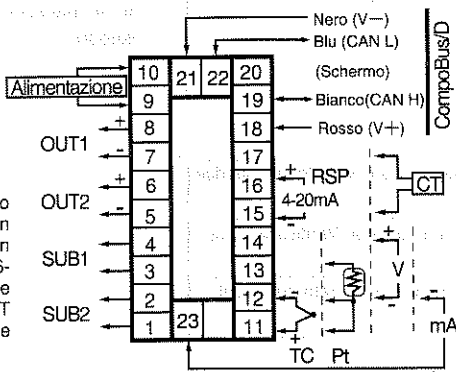 Nero (V−)
Blu (CAN L)
(Schermo)
Bianco(CAN H)
Rosso (V+)
CompoBus/D
Alimentazione
10 21 22 20
9 19
8 18
7 17
6 16
5 15
4 14
3 13
2 12
1 23 11
+
OUT1
-
+
OUT2
-
SUB1
SUB2
+
RSP
4-20mA
-
CT
+
V
-
-
mA
-
+
TC Pt
o
n
n
6-
e
T
e